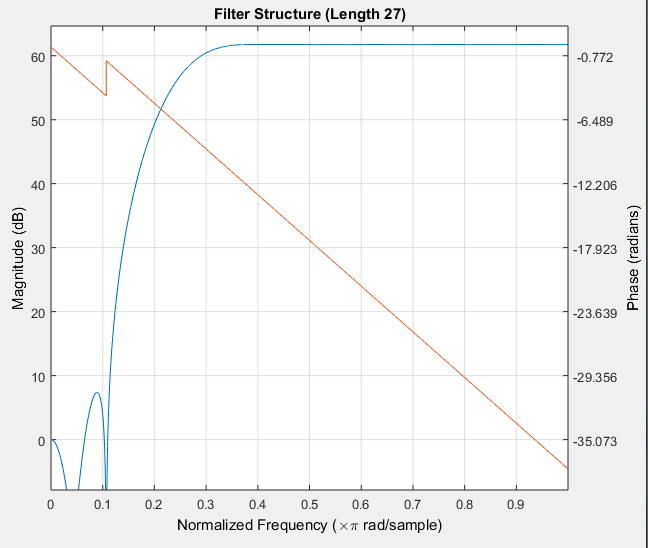 Filter Structure (Length 27)
60
50
40
30
20
10
0
Magnitude (dB)
-0.772
-6.489
-12.206
-17.923
-23.639
-29.356
-35.073
Phase (radians)
0 0.1 0.2 0.3 0.4 0.5 0.6 0.7 0.8 0.9
Normalized Frequency (×π rad/sample)